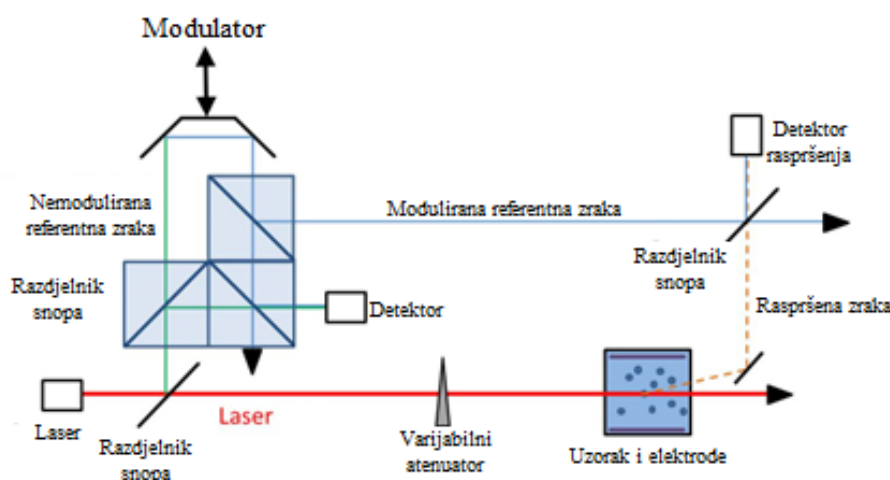 Modulator
Detektor
raspršenja
Nemodulirana
referentna zraka
Modulirana referentna zraka
Razdjelnik
snopa
Razdjelnik
snopa
Detektor
Raspršena zraka
Laser
Laser
Razdjelnik
snopa
Varijabilni
atenuator
Uzorak i elektrode